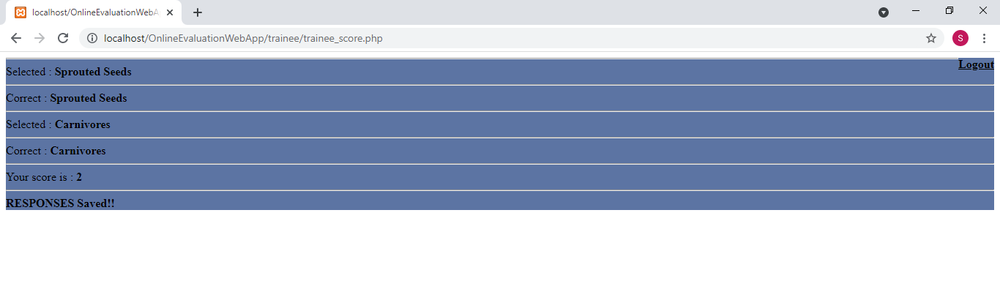 localhost/OnlineEvaluationWebA
localhost/OnlineEvaluationWebApp/trainee/trainee_score.php
S
Logout
Selected : Sprouted Seeds
Correct : Sprouted Seeds
Selected : Carnivores
Correct : Carnivores
Your score is : 2
RESPONSES Saved!!